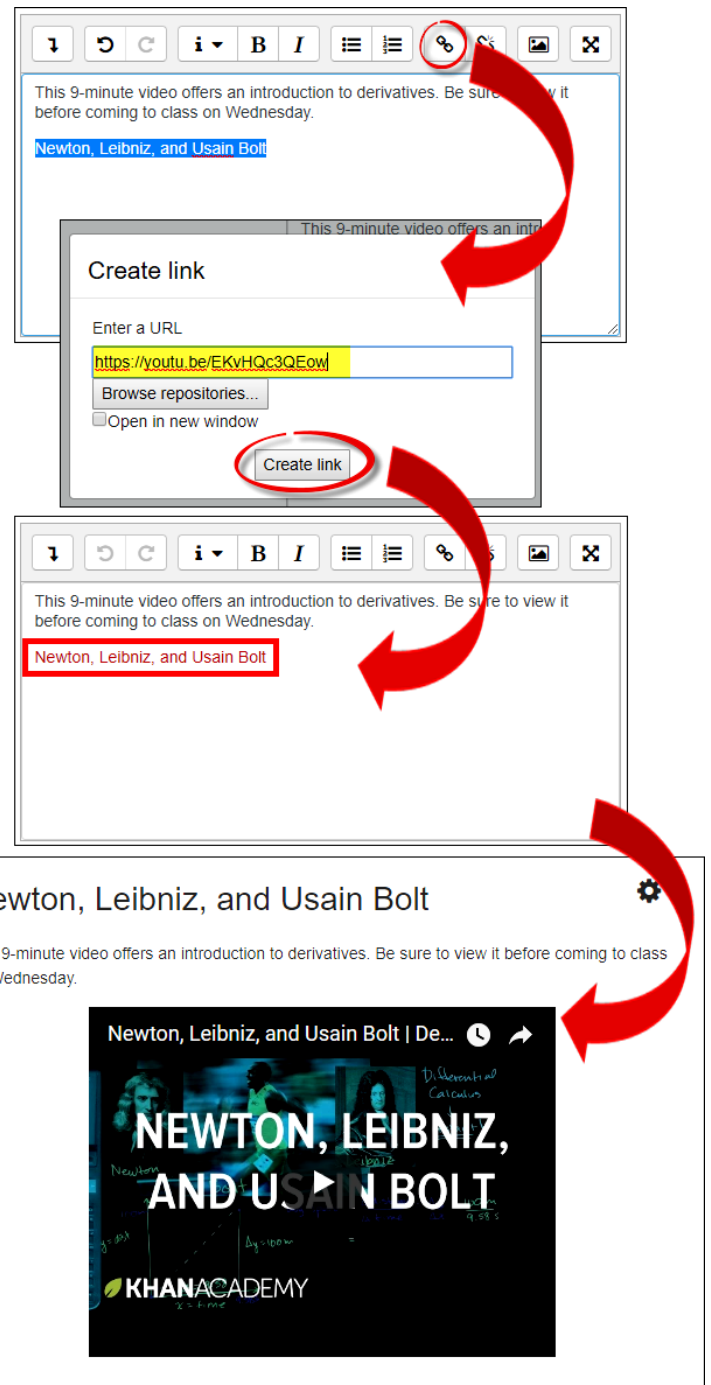 i B I
This 9-minute video offers an introduction to derivatives. Be sure
before coming to class on Wednesday.
Newton, Leibniz, and Usain Bolt
This 9-minute video offers an intr
Create link
Enter a URL
https://youtu.be/EKvHQc3QEow
Browse repositories...
Open in new window
Create link
i B I
This 9-minute video offers an introduction to derivatives. Be sure to view it
before coming to class on Wednesday.
Newton, Leibniz, and Usain Bolt
ewton, Leibniz, and Usain Bolt
9-minute video offers an introduction to derivatives. Be sure to view it before coming to class
Wednesday.
Newton, Leibniz, and Usain Bolt | De...
Differential
Calculus
NEWTON, LEIBNIZ,
Newton
AND USAIN BOLT
9.58 s
Δy=100m
=
KHANACADEMY
x = time